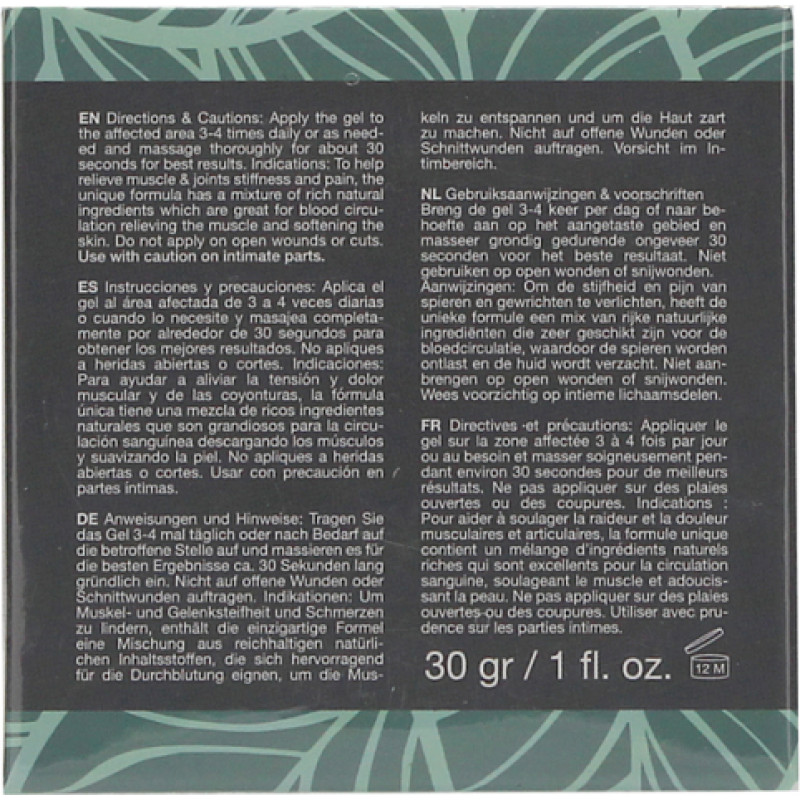 EN Directions & Cautions: Apply the gel to
the affected area 3-4 times daily or as need-
ed and massage thoroughly for about 30
seconds for best results. Indications: To help
relieve muscle & joints stiffness and pain, the
unique formula has a mixture of rich natural
ingredients which are great for blood circu-
lation relieving the muscle and softening the
skin. Do not apply on open wounds or cuts.
Use with caution on intimate parts.
ES Instrucciones y precauciones: Aplica el
gel al área afectada de 3 a 4 veces diarias
o cuando lo necesite y masajea completa-
mente por alrededor de 30 segundos para
obtener los mejores resultados. No apliques
a heridas abiertas o cortes. Indicaciones:
Para ayudar a aliviar la tensión y dolor
muscular y de las coyonturas, la fórmula
única tiene una mezcla de ricos ingredientes
naturales que son grandiosos para la circu-
lación sanguínea descargando los músculos
y suavizando la piel. No apliques a heridas
abiertas o cortes. Usar con precaución en
partes intimas.
DE Anweisungen und Hinweise: Tragen Sie
das Gel 3-4 mal täglich oder nach Bedarf auf
die betroffene Stelle auf und massieren es für
die besten Ergebnisse ca. 30 Sekunden lang
gründlich ein. Nicht auf offene Wunden oder
Schnittwunden auftragen. Indikationen: Um
Muskel- und Gelenksteifheit und Schmerzen
zu lindern, enthält die einzigartige Formel
eine Mischung aus reichhaltigen natürli-
chen Inhaltsstoffen, die sich hervorragend
für die Durchblutung eignen, um die Mus-
keln zu entspannen und um die Haut zart
zu machen. Nicht auf offene Wunden oder
Schnittwunden auftragen. Vorsicht im In-
timbereich.
NL Gebruiksaanwijzingen & voorschriften
Breng de gel 3-4 keer per dag of naar be-
hoefte aan op het aangetaste gebied en
masseer grondig gedurende ongeveer 30
seconden voor het beste resultaat. Niet
gebruiken op open wonden of snijwonden.
Aanwijzingen: Om de stijfheid en pijn van
spieren en gewrichten te verlichten, heeft de
unieke formule een mix van rijke natuurlijke
ingrediënten die zeer geschikt zijn voor de
bloedcirculatie, waardoor de spieren worden
ontlast en de huid wordt verzacht. Niet aan-
brengen op open wonden of snijwonden.
Wees voorzichtig op intieme lichaamsdelen.
FR Directives et précautions: Appliquer le
gel sur la zone affectée 3 à 4 fois par jour
ou au besoin et masser soigneusement pen-
dant environ 30 secondes pour de meilleurs
résultats. Ne pas appliquer sur des plaies
ouvertes ou des coupures. Indications :
Pour aider à soulager la raideur et la douleur
musculaires et articulaires, la formule unique
contient un mélange d'ingrédients naturels
riches qui sont excellents pour la circulation
sanguine, soulageant le muscle et adoucis-
sant la peau. Ne pas appliquer sur des plaies
ouvertes ou des coupures. Utiliser avec pru-
dence sur les parties intimes.
30 gr / 1 fl. oz.
12 M